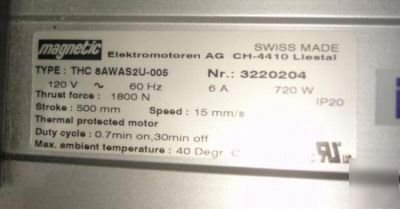 magnetic
SWISS MADE
Elektromotoren AG CH-4410 Liestal
TYPE: THC 8AWAS2U-005 Nr.: 3220204
120 V ~ 60 Hz 6 A 720 W
Thrust force: 1800 N IP20
Stroke: 500 mm Speed: 15 mm/s
Thermal protected motor
Duty cycle: 0.7min on,30min off
Max. ambient temperature: 40 Degr. C